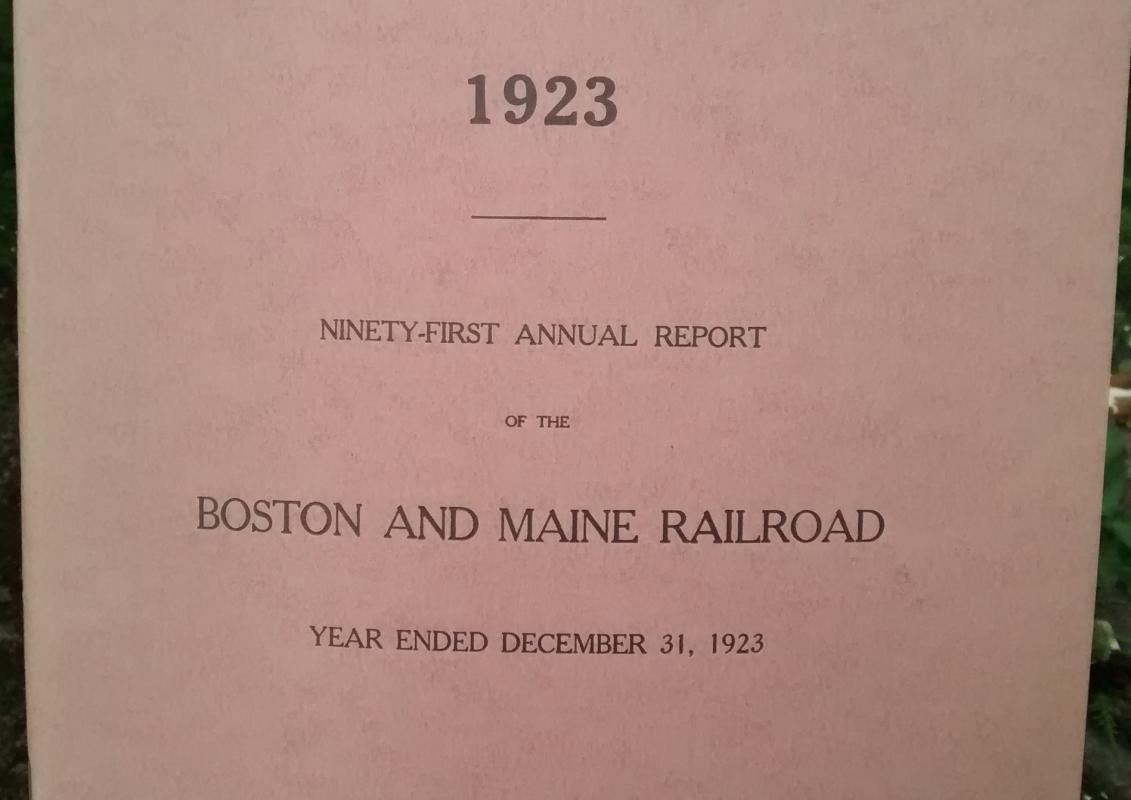 1923
NINETY-FIRST ANNUAL REPORT
OF THE
BOSTON AND MAINE RAILROAD
YEAR ENDED DECEMBER 31, 1923